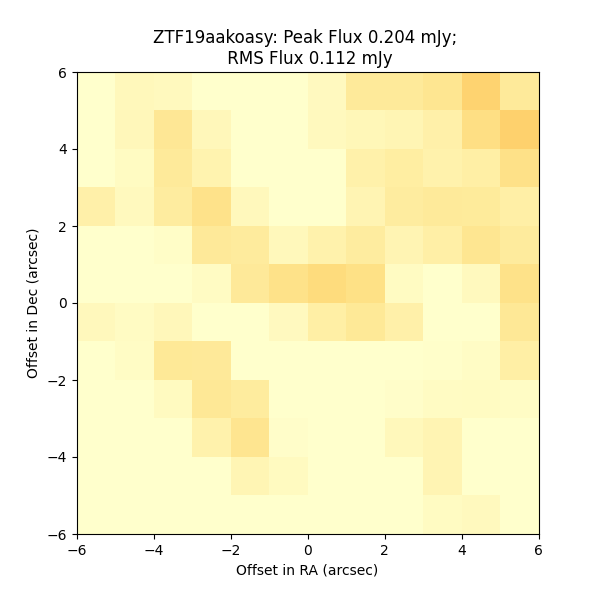 ZTF19aakoasy: Peak Flux 0.204 mJy;
RMS Flux 0.112 mJy
6
4
2
0
−2
−4
−6
Offset in Dec (arcsec)
−6 −4 −2 0 2 4 6
Offset in RA (arcsec)